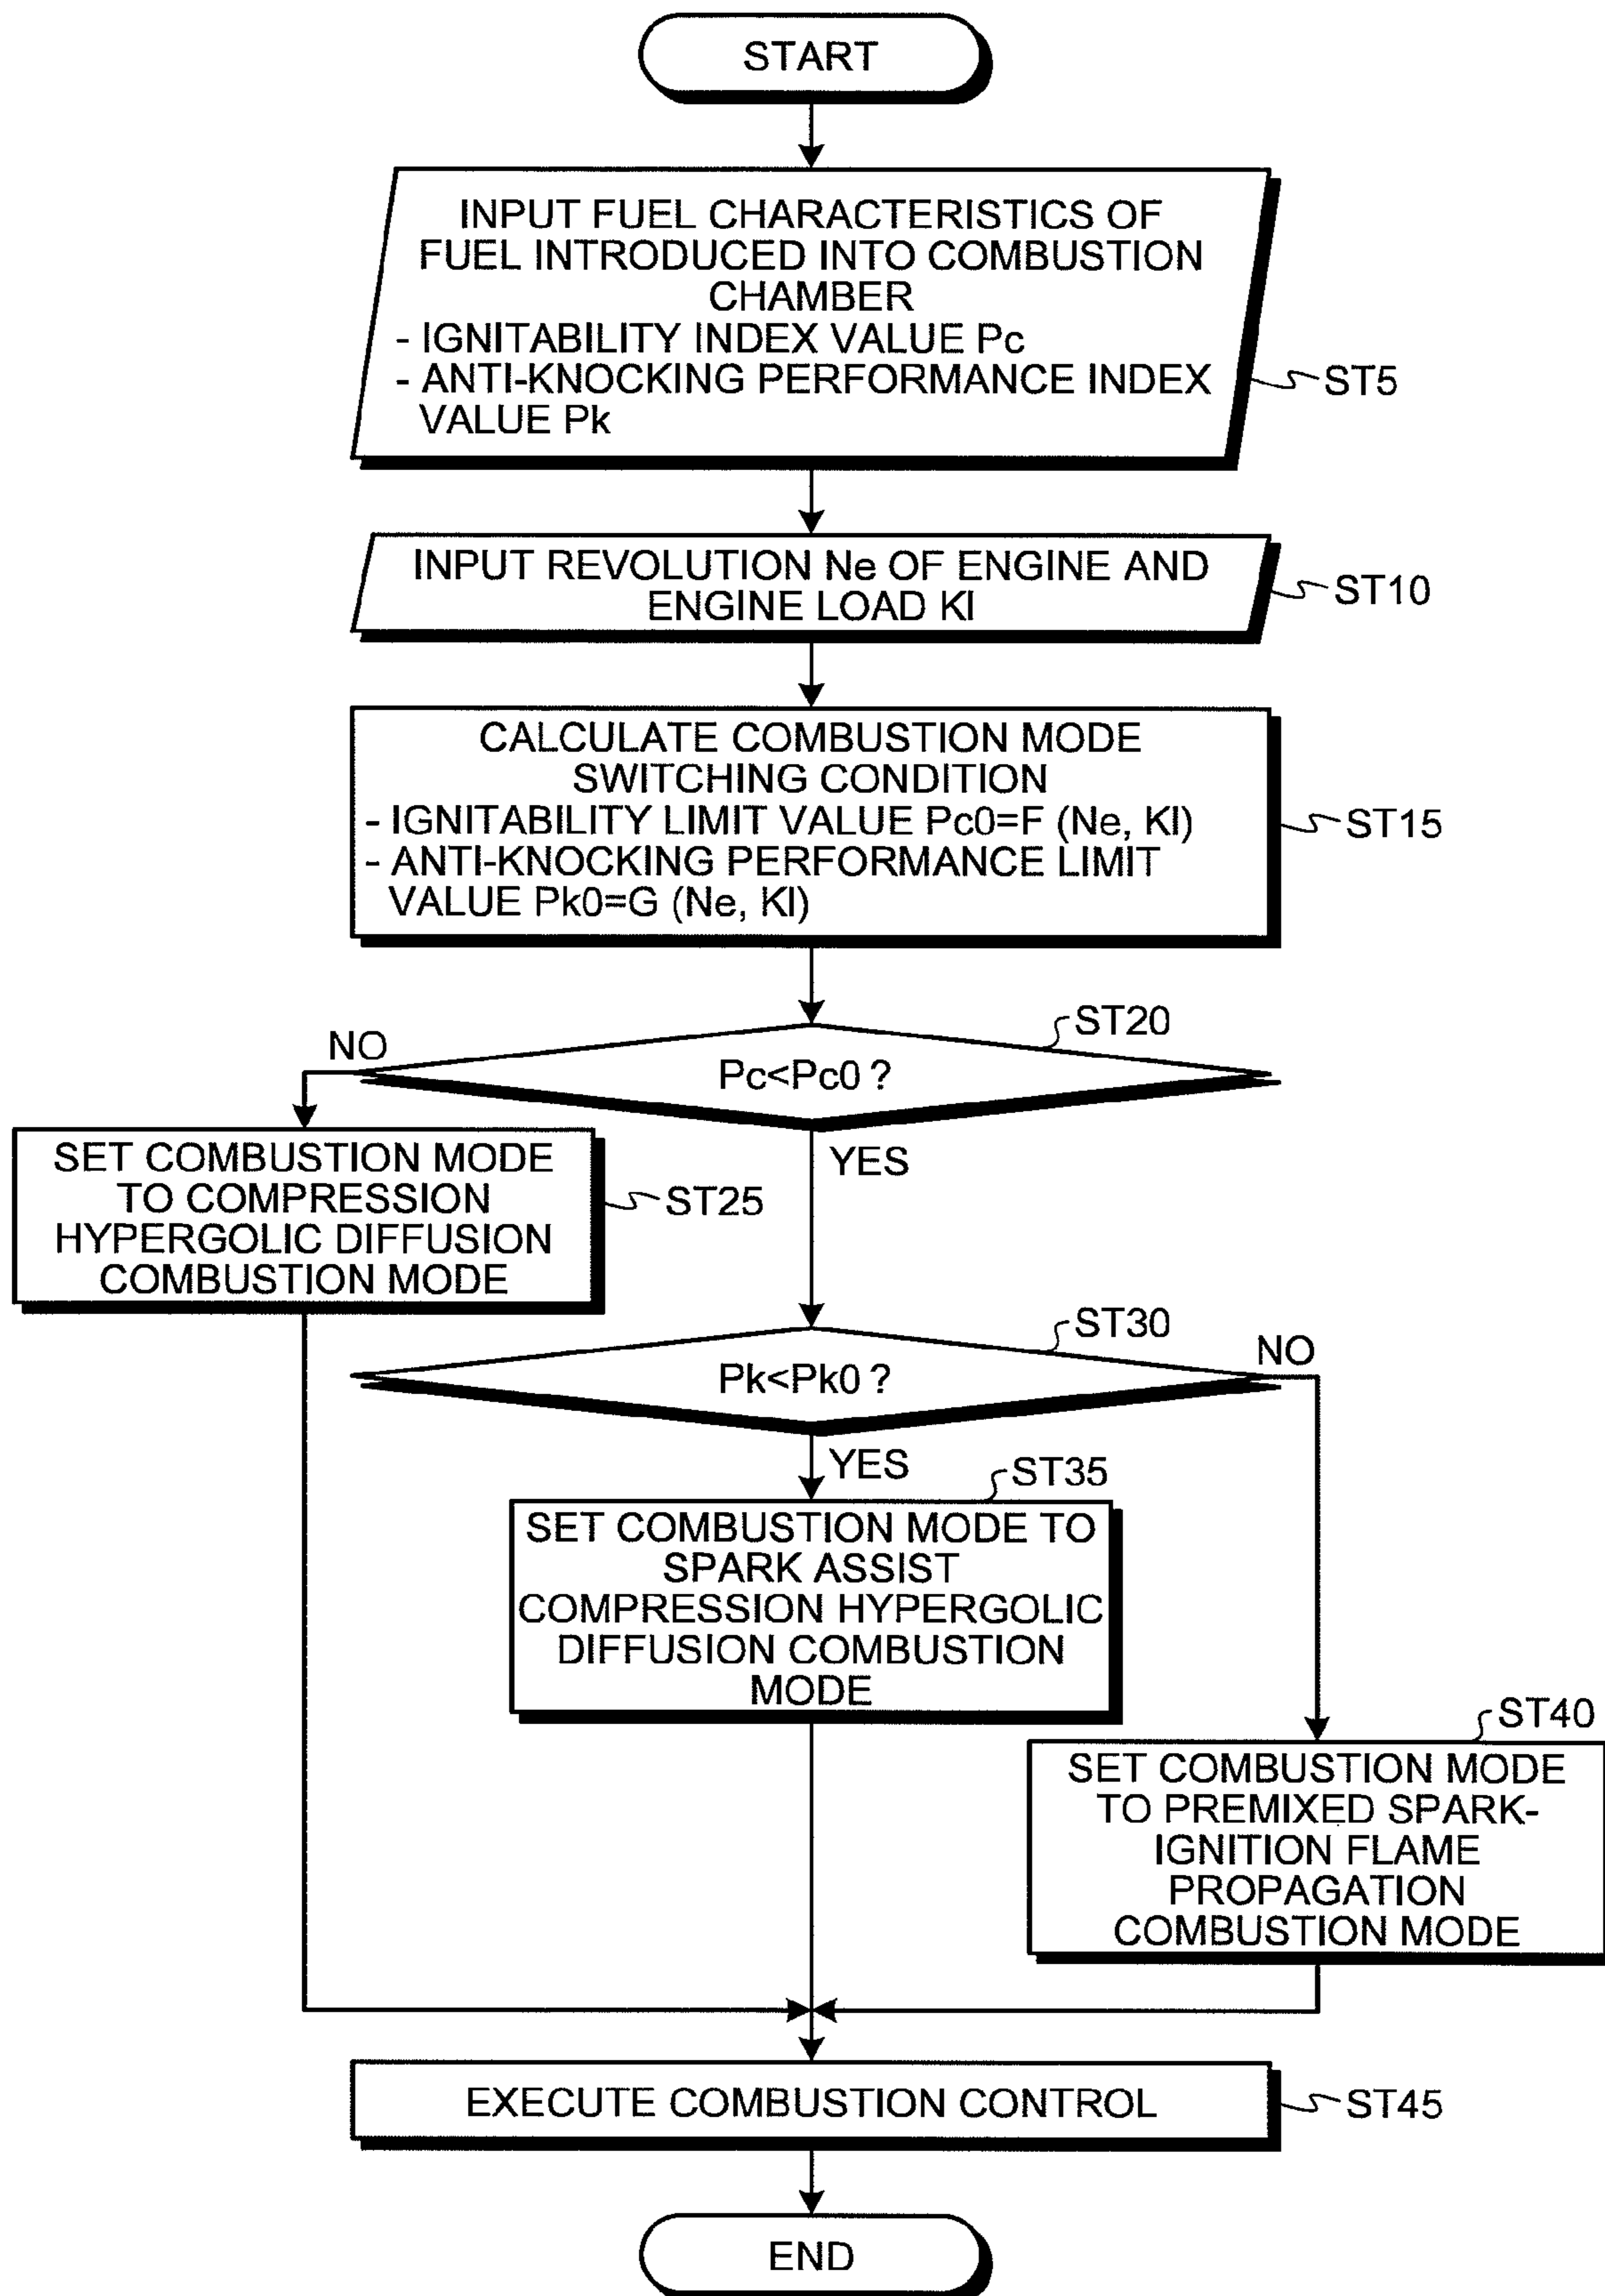 START
INPUT FUEL CHARACTERISTICS OF
FUEL INTRODUCED INTO COMBUSTION
CHAMBER
- IGNITABILITY INDEX VALUE Pc
- ANTI-KNOCKING PERFORMANCE INDEX
VALUE Pk
ST5
INPUT REVOLUTION Ne OF ENGINE AND
ENGINE LOAD Kl
ST10
CALCULATE COMBUSTION MODE
SWITCHING CONDITION
- IGNITABILITY LIMIT VALUE Pc0=F (Ne, Kl)
- ANTI-KNOCKING PERFORMANCE LIMIT
VALUE Pk0=G (Ne, Kl)
ST15
ST20
NO
Pc<Pc0 ?
YES
SET COMBUSTION MODE
TO COMPRESSION
HYPERGOLIC DIFFUSION
COMBUSTION MODE
ST25
ST30
NO
Pk<Pk0 ?
YES
ST35
SET COMBUSTION MODE TO
SPARK ASSIST
COMPRESSION HYPERGOLIC
DIFFUSION COMBUSTION
MODE
ST40
SET COMBUSTION MODE
TO PREMIXED SPARK-
IGNITION FLAME
PROPAGATION
COMBUSTION MODE
EXECUTE COMBUSTION CONTROL
ST45
END